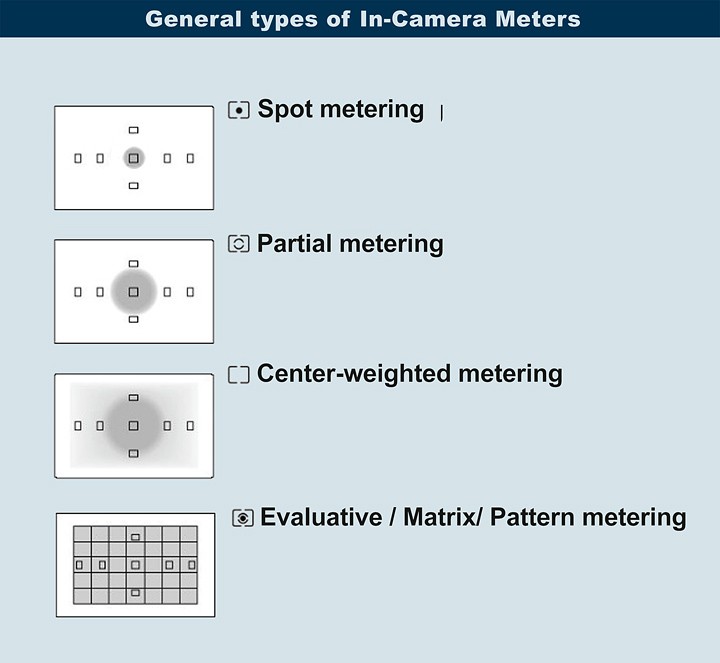 General types of In-Camera Meters
Spot metering
Partial metering
Center-weighted metering
Evaluative / Matrix/ Pattern metering